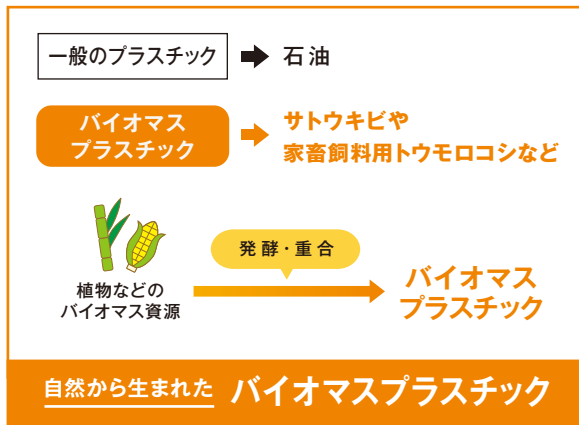 一般のプラスチック
石油
バイオマス
プラスチック
サトウキビや
家畜飼料用トウモロコシなど
発酵・重合
植物などの
バイオマス資源
バイオマス
プラスチック
自然から生まれた バイオマスプラスチック